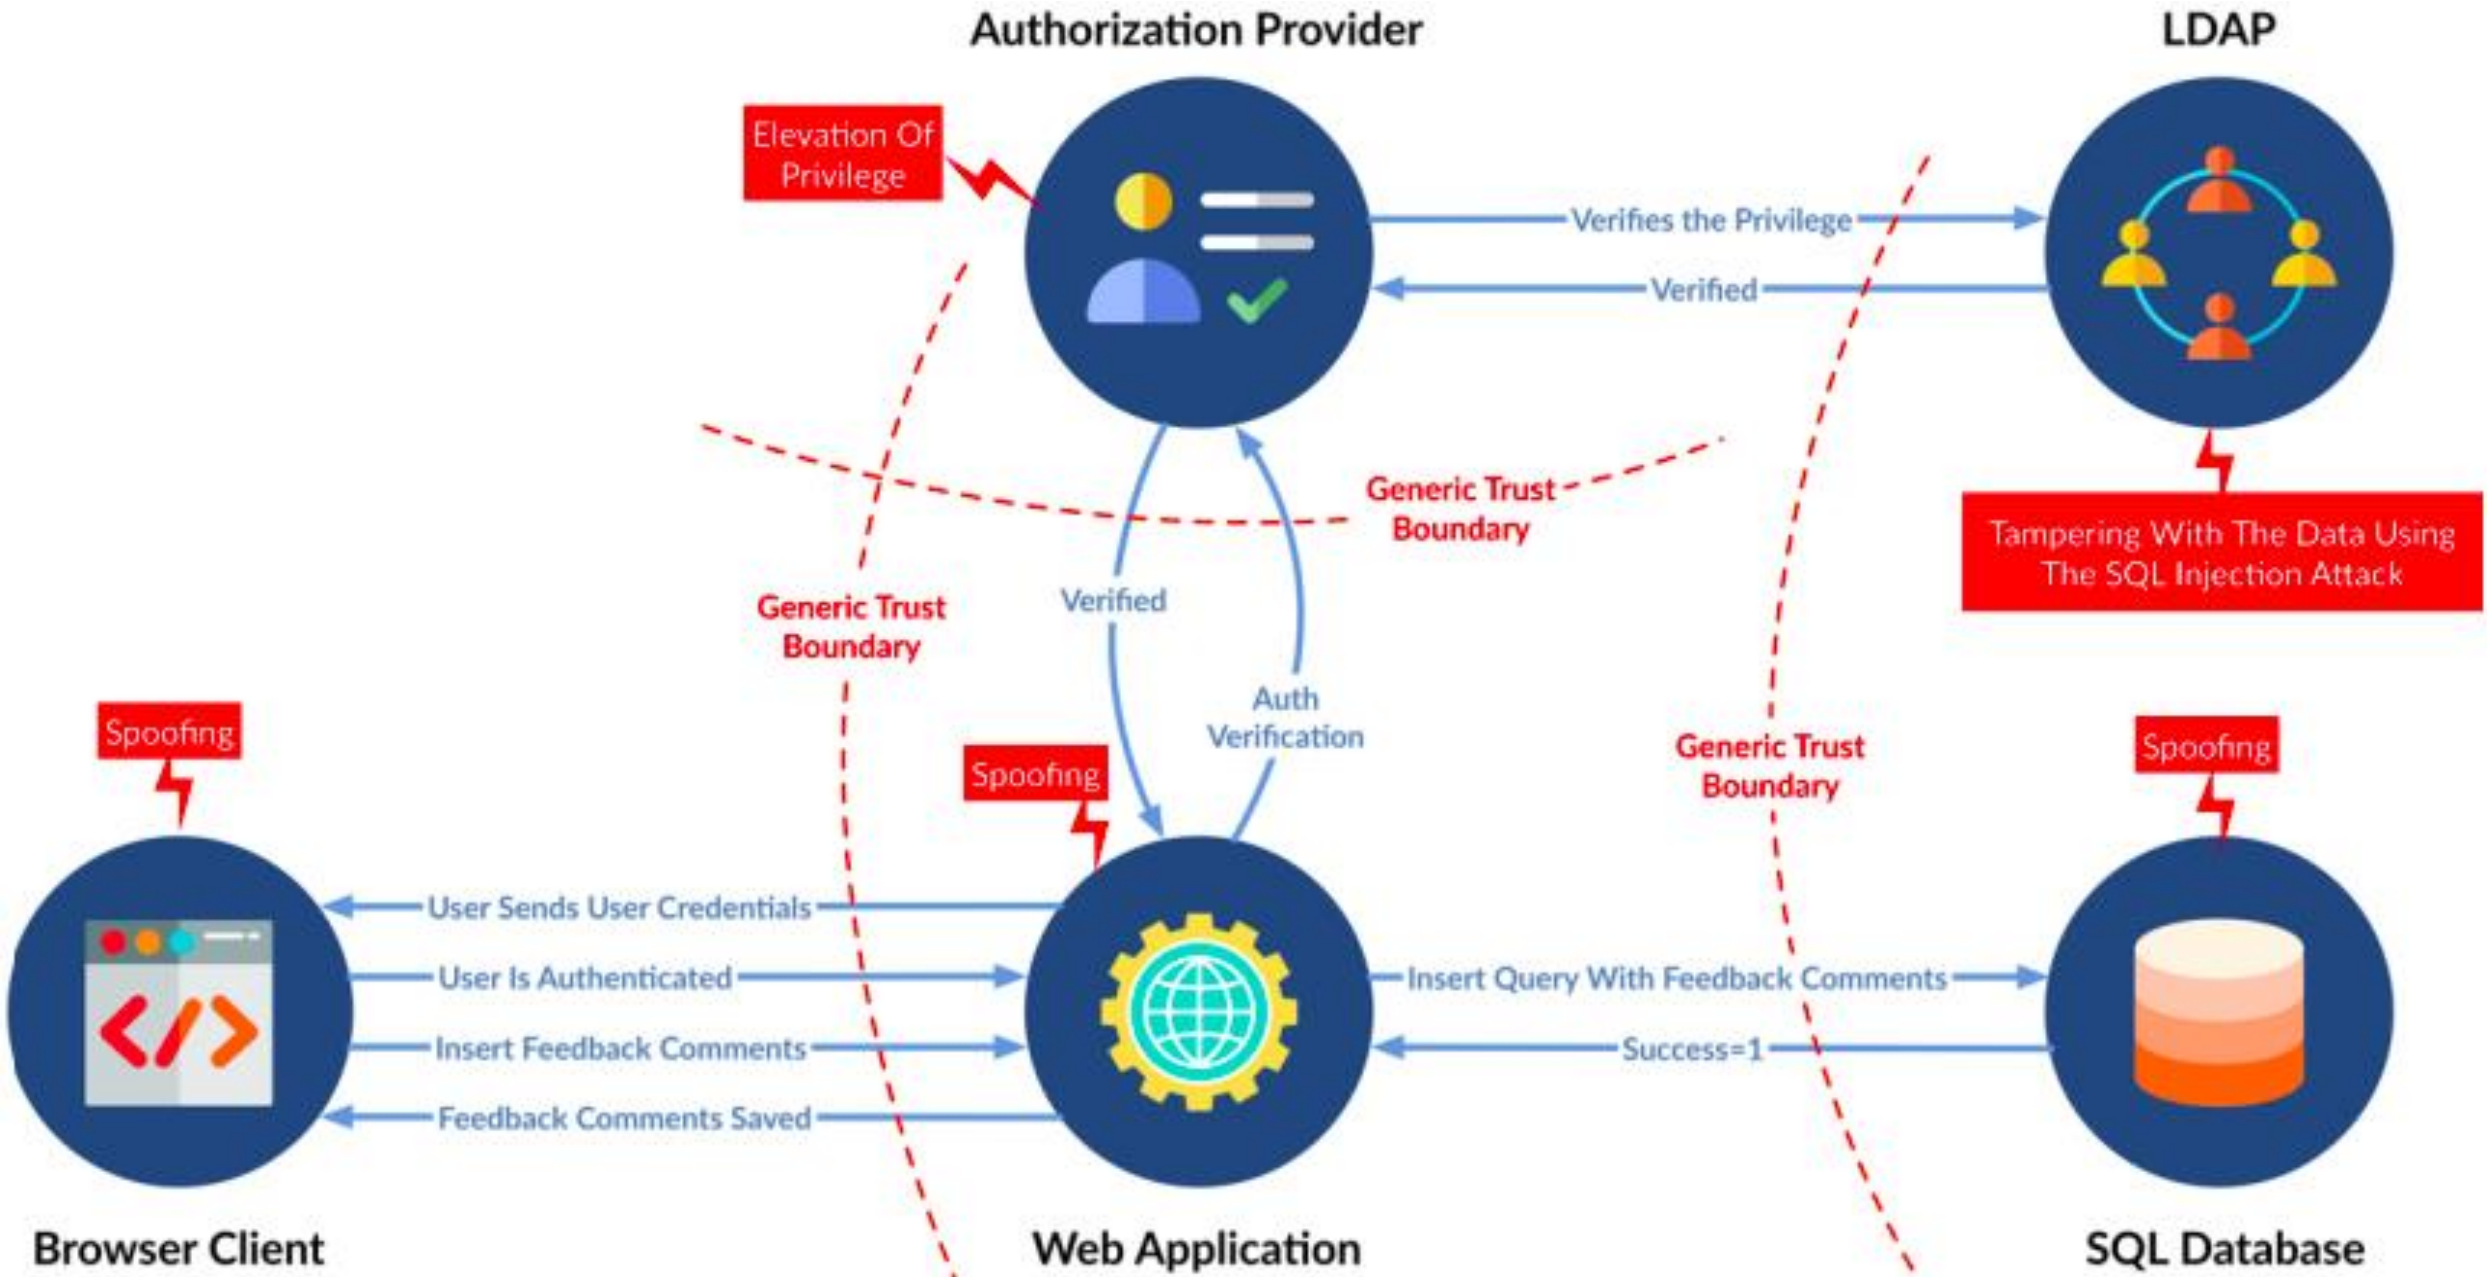 Authorization Provider
LDAP
Elevation Of
Privilege
Verifies the Privilege
Verified
Generic Trust
Boundary
Tampering With The Data Using
The SQL Injection Attack
Generic Trust
Boundary
Verified
Auth
Verification
Generic Trust
Boundary
Spoofing
Spoofing
Spoofing
User Sends User Credentials
User Is Authenticated
Insert Feedback Comments
Feedback Comments Saved
Insert Query With Feedback Comments
Success=1
Browser Client
Web Application
SQL Database